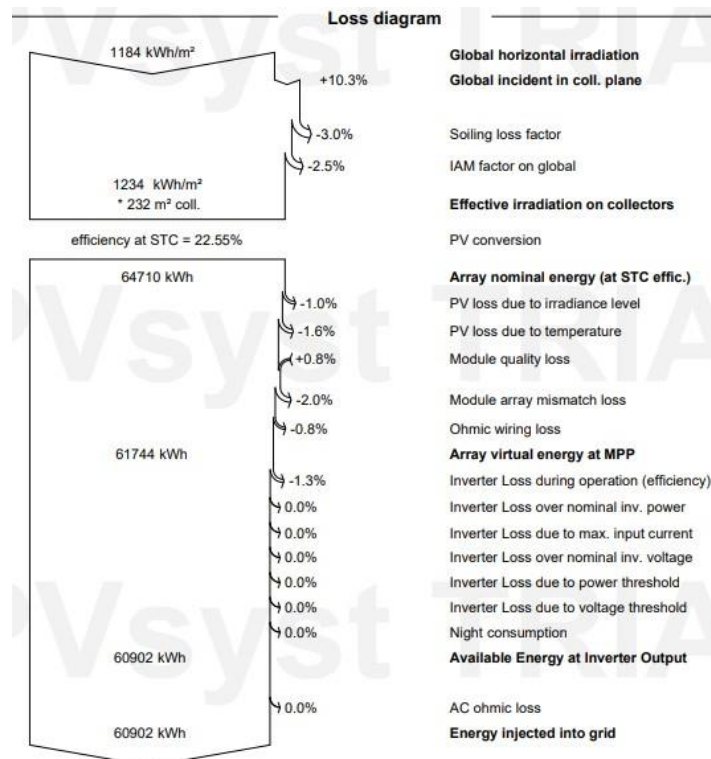 Loss diagram
1184 kWh/m² Global horizontal irradiation
+10.3% Global incident in coll. plane
-3.0% Soiling loss factor
-2.5% IAM factor on global
1234 kWh/m²
* 232 m² coll. Effective irradiation on collectors
efficiency at STC = 22.55% PV conversion
64710 kWh Array nominal energy (at STC effic.)
-1.0% PV loss due to irradiance level
-1.6% PV loss due to temperature
+0.8% Module quality loss
-2.0% Module array mismatch loss
-0.8% Ohmic wiring loss
61744 kWh Array virtual energy at MPP
-1.3% Inverter Loss during operation (efficiency)
0.0% Inverter Loss over nominal inv. power
0.0% Inverter Loss due to max. input current
0.0% Inverter Loss over nominal inv. voltage
0.0% Inverter Loss due to power threshold
0.0% Inverter Loss due to voltage threshold
0.0% Night consumption
60902 kWh Available Energy at Inverter Output
0.0% AC ohmic loss
60902 kWh Energy injected into grid
PVsyst TRIA
PVsyst TRIA
PVsyst TRIA